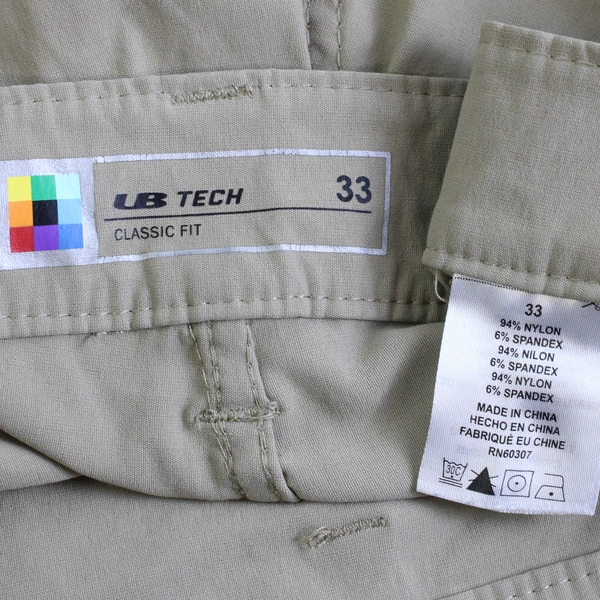 UB TECH 33
CLASSIC FIT
33
94% NYLON
6% SPANDEX
94% NILON
6% SPANDEX
94% NYLON
6% SPANDEX
MADE IN CHINA
HECHO EN CHINA
FABRIQUÉ EU CHINE
RN60307
30C